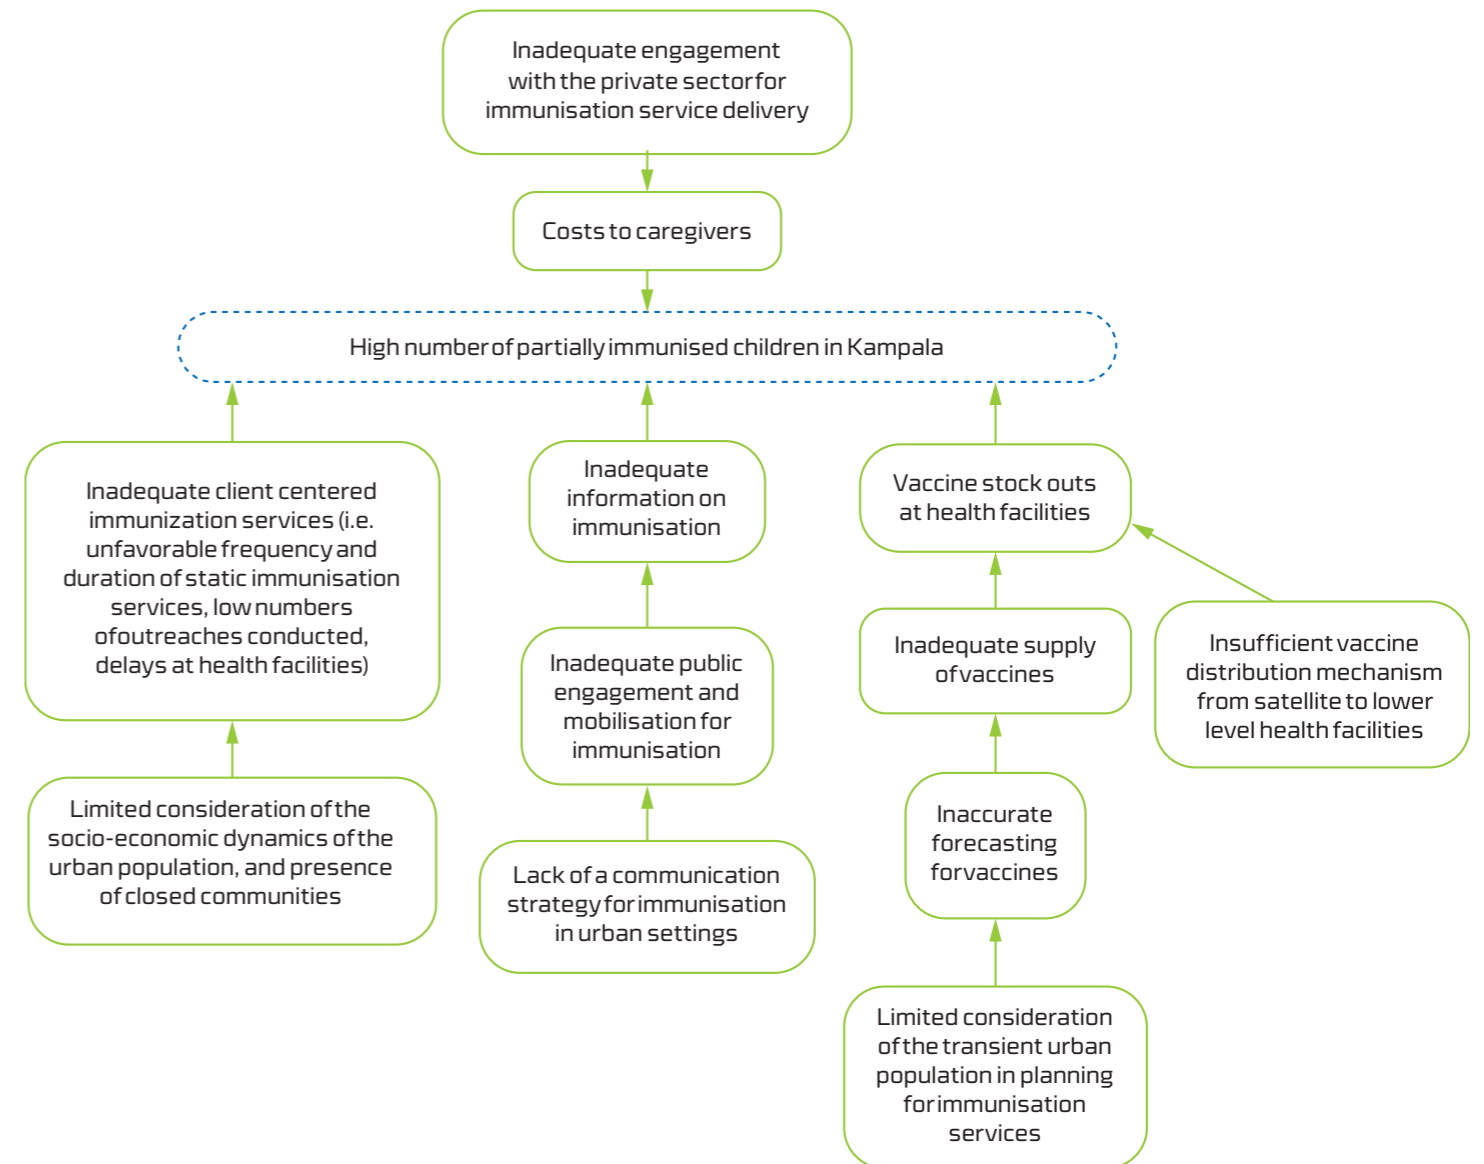 Inadequate engagement
with the private sector for
immunisation service delivery
Costs to caregivers
High number of partially immunised children in Kampala
Inadequate client centered
immunization services (i.e.
unfavorable frequency and
duration of static immunisation
services, low numbers
ofoutreaches conducted,
delays at health facilities)
Inadequate
information on
immunisation
Vaccine stock outs
at health facilities
Inadequate public
engagement and
mobilisation for
immunisation
Inadequate supply
ofvaccines
Insufficient vaccine
distribution mechanism
from satellite to lower
level health facilities
Limited consideration of the
socio-economic dynamics of the
urban population, and presence
of closed communities
Lack of a communication
strategy for immunisation
in urban settings
Inaccurate
forecasting
forvaccines
Limited consideration
of the transient urban
population in planning
for immunisation
services